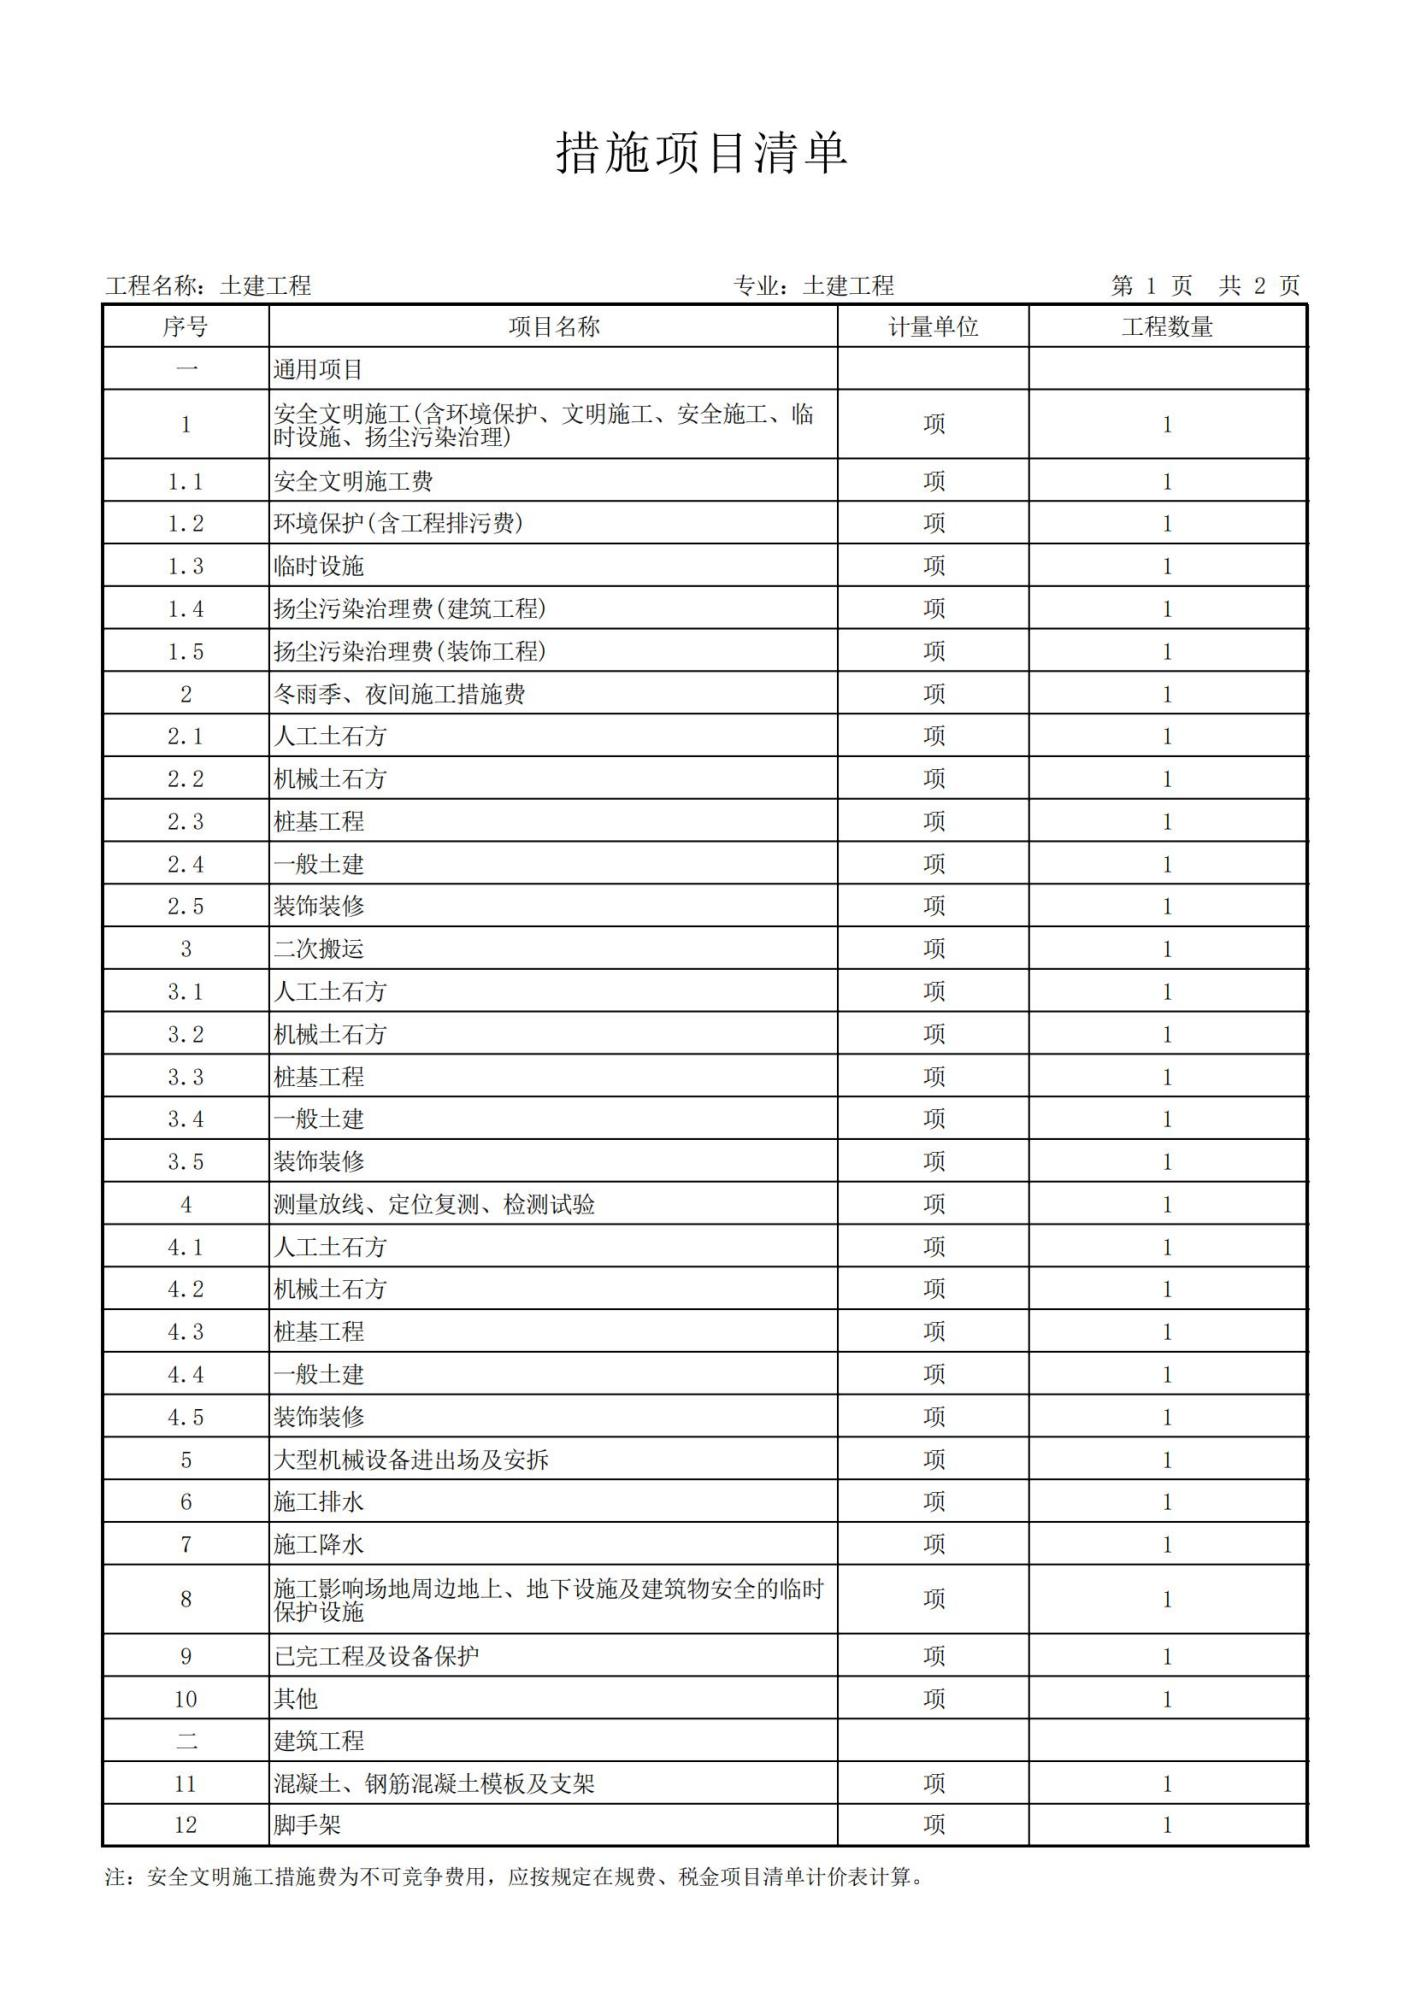 措施项目清单
工程名称：土建工程 专业：土建工程 第 1 页 共 2 页
序号 项目名称 计量单位 工程数量
一 通用项目
1 安全文明施工(含环境保护、文明施工、安全施工、临 项 1
时设施、扬尘污染治理)
1.1 安全文明施工费 项 1
1.2 环境保护(含工程排污费) 项 1
1.3 临时设施 项 1
1.4 扬尘污染治理费(建筑工程) 项 1
1.5 扬尘污染治理费(装饰工程) 项 1
2 冬雨季、夜间施工措施费 项 1
2.1 人工土石方 项 1
2.2 机械土石方 项 1
2.3 桩基工程 项 1
2.4 一般土建 项 1
2.5 装饰装修 项 1
3 二次搬运 项 1
3.1 人工土石方 项 1
3.2 机械土石方 项 1
3.3 桩基工程 项 1
3.4 一般土建 项 1
3.5 装饰装修 项 1
4 测量放线、定位复测、检测试验 项 1
4.1 人工土石方 项 1
4.2 机械土石方 项 1
4.3 桩基工程 项 1
4.4 一般土建 项 1
4.5 装饰装修 项 1
5 大型机械设备进出场及安拆 项 1
6 施工排水 项 1
7 施工降水 项 1
8 施工影响场地周边地上、地下设施及建筑物安全的临时 项 1
保护设施
9 已完工程及设备保护 项 1
10 其他 项 1
二 建筑工程
11 混凝土、钢筋混凝土模板及支架 项 1
12 脚手架 项 1
注：安全文明施工措施费为不可竞争费用，应按规定在规费、税金项目清单计价表计算。